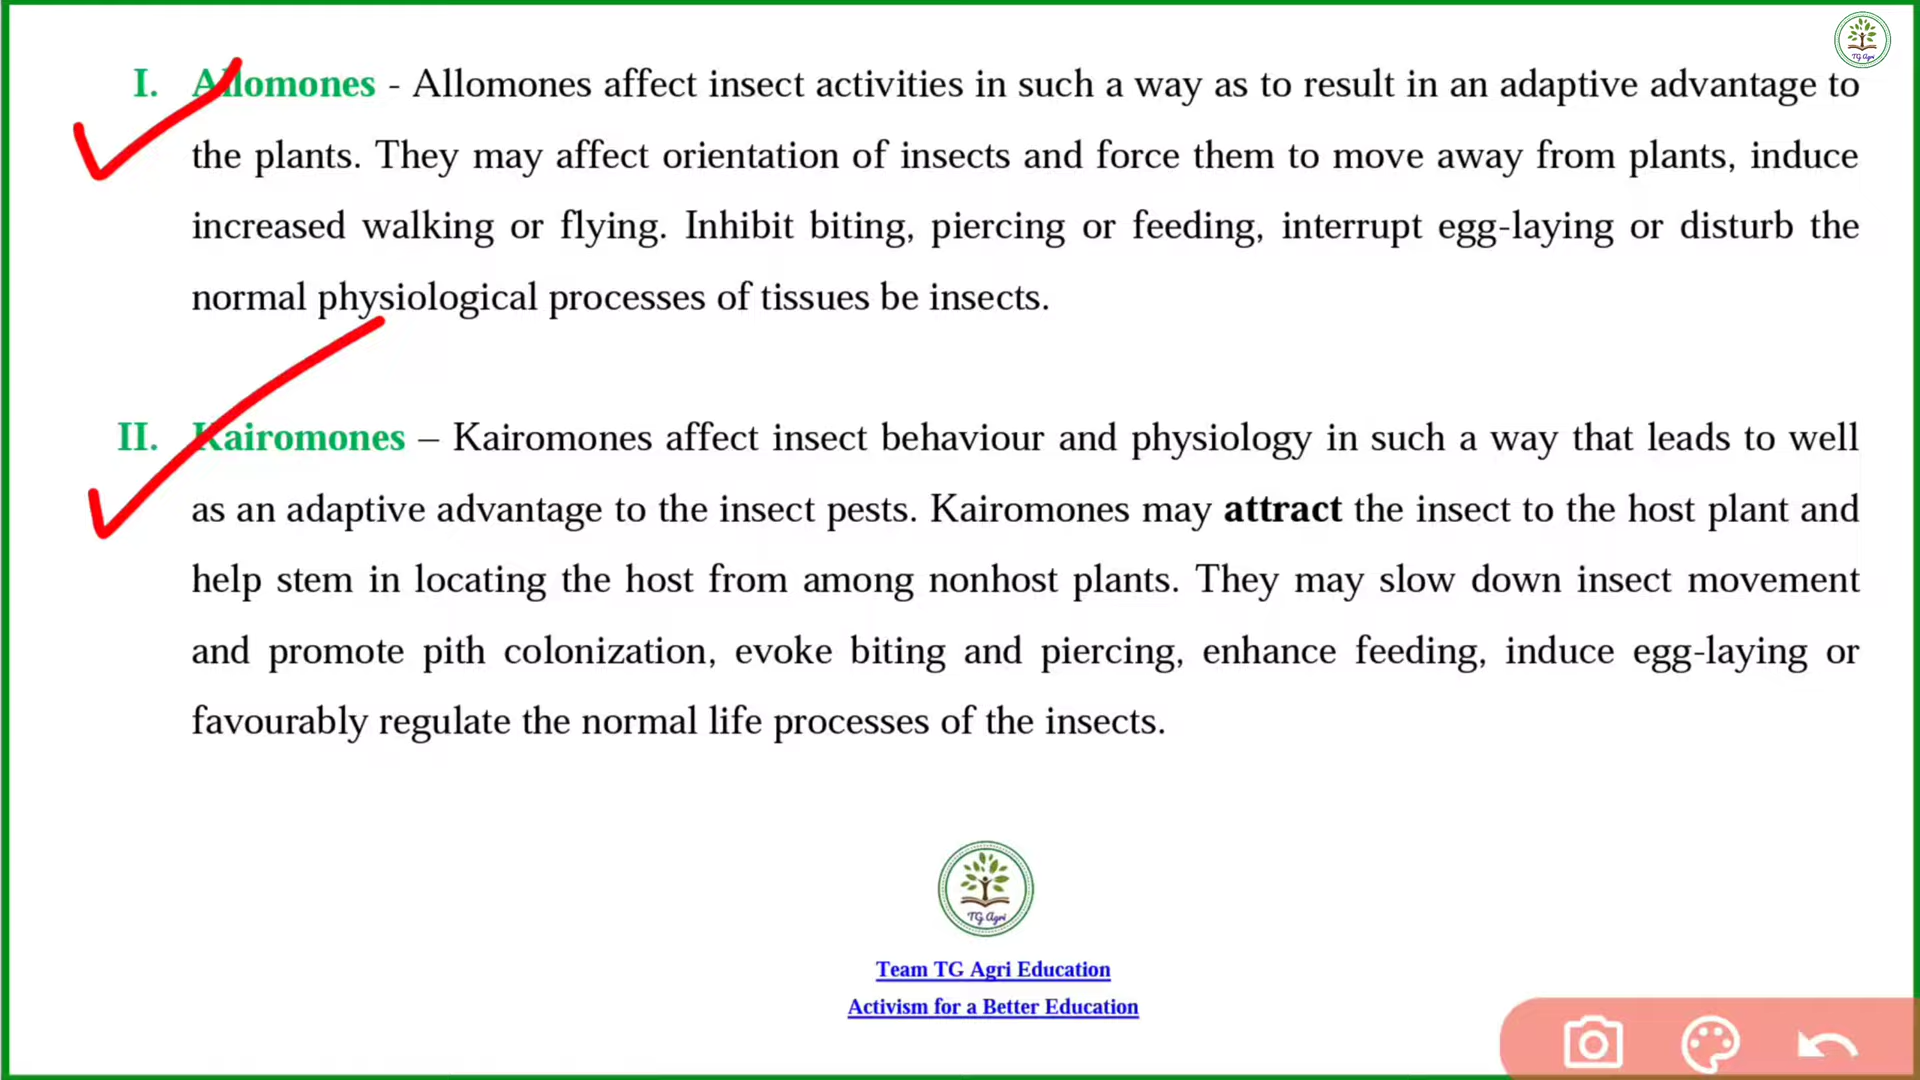 TG Agri
I. Allomones - Allomones affect insect activities in such a way as to result in an adaptive advantage to
the plants. They may affect orientation of insects and force them to move away from plants, induce
increased walking or flying. Inhibit biting, piercing or feeding, interrupt egg-laying or disturb the
normal physiological processes of tissues be insects.
II. Kairomones – Kairomones affect insect behaviour and physiology in such a way that leads to well
as an adaptive advantage to the insect pests. Kairomones may attract the insect to the host plant and
help stem in locating the host from among nonhost plants. They may slow down insect movement
and promote pith colonization, evoke biting and piercing, enhance feeding, induce egg-laying or
favourably regulate the normal life processes of the insects.
TG Agri
Team TG Agri Education
Activism for a Better Education